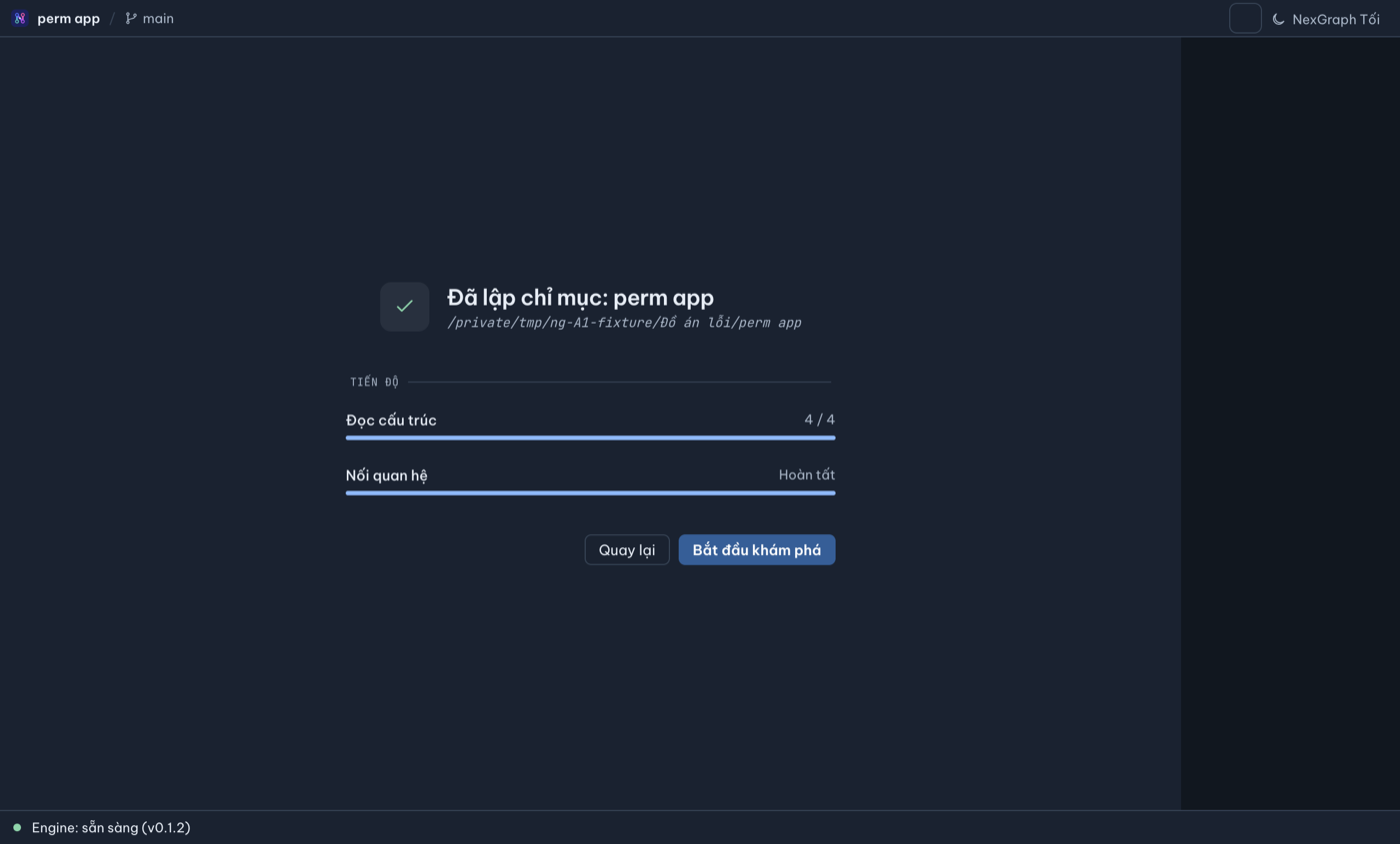 perm app / main
NexGraph Tối
Đã lập chỉ mục: perm app
/private/tmp/ng-A1-fixture/Đồ án lỗi/perm app
TIẾN ĐỘ
Đọc cấu trúc 4 / 4
Nối quan hệ Hoàn tất
Quay lại Bắt đầu khám phá
Engine: sẵn sàng (v0.1.2)